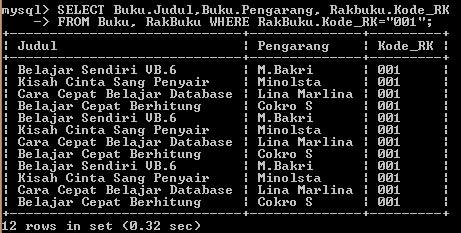 mysql> SELECT Buku.Judul,Buku.Pengarang, Rakbuku.Kode_RK
    -> FROM Buku, RakBuku WHERE RakBuku.Kode_RK="001";
+----------------------------+--------------+---------+
| Judul                      | Pengarang    | Kode_RK |
+----------------------------+--------------+---------+
| Belajar Sendiri VB.6       | M.Bakri      | 001     |
| Kisah Cinta Sang Penyair   | Minolsta     | 001     |
| Cara Cepat Belajar Database | Lina Marlina | 001     |
| Belajar Cepat Berhitung    | Cokro S      | 001     |
| Belajar Sendiri VB.6       | M.Bakri      | 001     |
| Kisah Cinta Sang Penyair   | Minolsta     | 001     |
| Cara Cepat Belajar Database | Lina Marlina | 001     |
| Belajar Cepat Berhitung    | Cokro S      | 001     |
| Belajar Sendiri VB.6       | M.Bakri      | 001     |
| Kisah Cinta Sang Penyair   | Minolsta     | 001     |
| Cara Cepat Belajar Database | Lina Marlina | 001     |
| Belajar Cepat Berhitung    | Cokro S      | 001     |
+----------------------------+--------------+---------+
12 rows in set (0.32 sec)